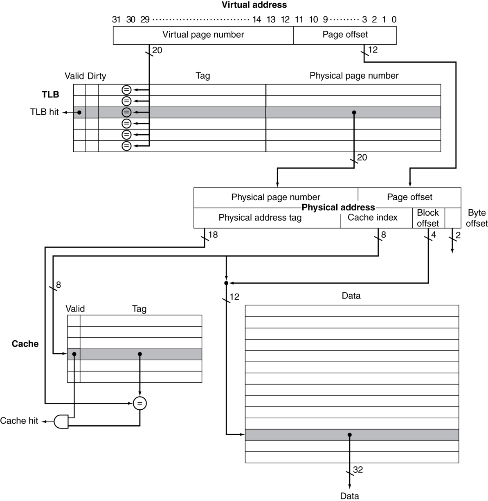 Virtual address
31 30 29 ........................ 14 13 12 11 10 9 ........ 3 2 1 0
Virtual page number Page offset
20 12
Valid Dirty Tag Physical page number
TLB
=
=
TLB hit =
=
=
=
20
Physical page number Page offset
Physical address
Physical address tag Cache index Block offset Byte offset
18 8 4 2
8
12
Data
Valid Tag
Cache
=
Cache hit
32
Data